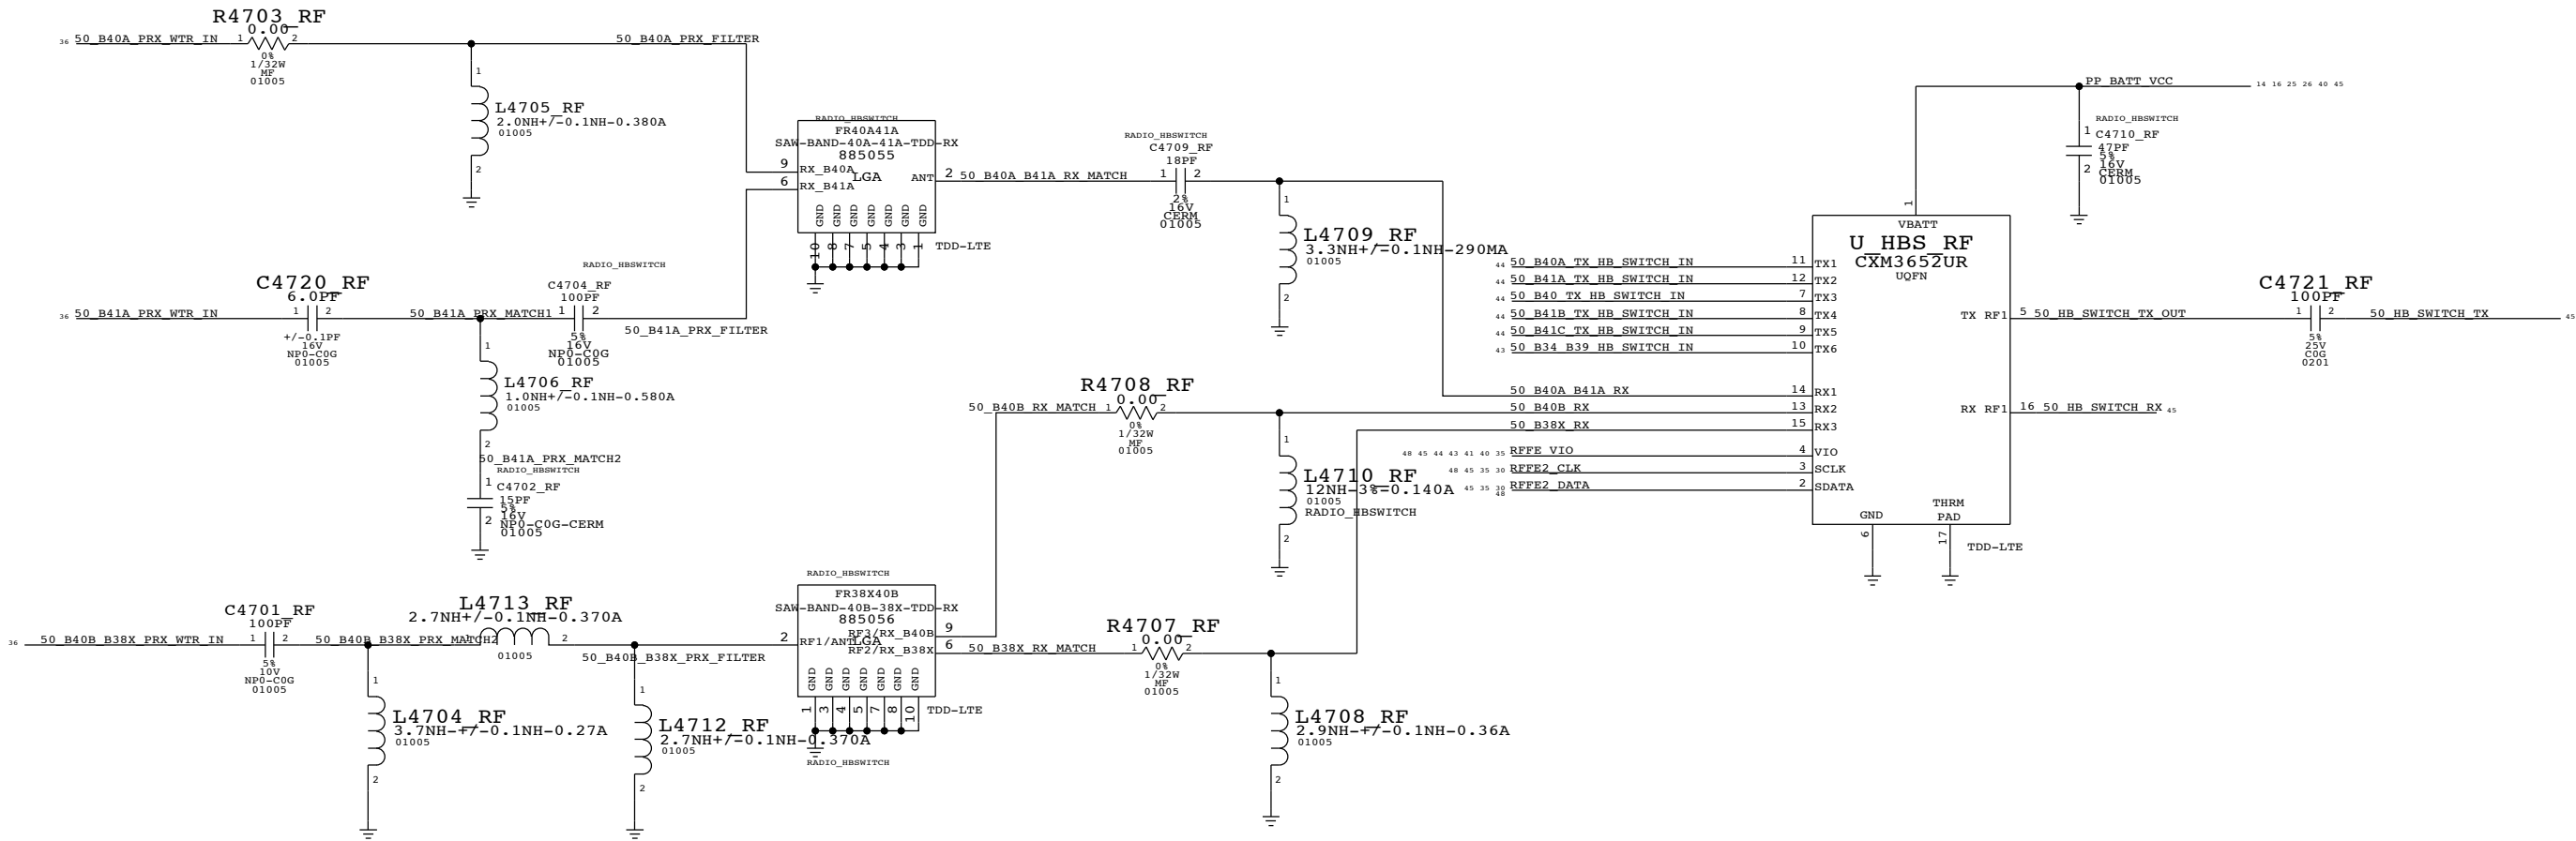 R4703_RF
0.00
36 50_B40A_PRX_WTR_IN 1 2
0%
1/32W
MF
01005
50_B40A_PRX_FILTER
1
L4705_RF
2.0NH+/-0.1NH-0.380A
01005
2
RADIO_HBSWITCH
FR40A41A
SAW-BAND-40A-41A-TDD-RX
885055
9 RX_B40A
6 RX_B41A
LGA
ANT 2 50_B40A_B41A_RX_MATCH
GND GND GND GND GND GND GND
10 8 7 5 4 3 1
TDD-LTE
RADIO_HBSWITCH
C4709_RF
18PF
1 2
2%
16V
CERM
01005
1
L4709_RF
3.3NH+/-0.1NH-290MA
01005
2
PP_BATT_VCC 14 16 25 26 40 45
RADIO_HBSWITCH
1 C4710_RF
47PF
5%
16V
2 CERM
01005
C4720_RF
6.0PF
36 50_B41A_PRX_WTR_IN 1 2
+/-0.1PF
16V
NP0-C0G
01005
50_B41A_PRX_MATCH1
RADIO_HBSWITCH
C4704_RF
100PF
1 2
5%
16V
NP0-C0G
01005
50_B41A_PRX_FILTER
1
L4706_RF
1.0NH+/-0.1NH-0.580A
01005
2
50_B41A_PRX_MATCH2
RADIO_HBSWITCH
1 C4702_RF
15PF
5%
16V
2 NP0-C0G-CERM
01005
1
VBATT
U_HBS_RF
CXM3652UR
UQFN
44 50_B40A_TX_HB_SWITCH_IN 11 TX1
44 50_B41A_TX_HB_SWITCH_IN 12 TX2
44 50_B40_TX_HB_SWITCH_IN 7 TX3
44 50_B41B_TX_HB_SWITCH_IN 8 TX4
44 50_B41C_TX_HB_SWITCH_IN 9 TX5
43 50_B34_B39_HB_SWITCH_IN 10 TX6
50_B40A_B41A_RX 14 RX1
50_B40B_RX 13 RX2
50_B38X_RX 15 RX3
48 45 44 43 41 40 35 RFFE_VIO 4 VIO
48 45 35 30 RFFE2_CLK 3 SCLK
45 35 30 RFFE2_DATA 2 SDATA
48
TX_RF1 5 50_HB_SWITCH_TX_OUT
RX_RF1 16 50_HB_SWITCH_RX 45
GND
THRM
PAD
6 17
TDD-LTE
C4721_RF
100PF
1 2
5%
25V
C0G
0201
50_HB_SWITCH_TX 45
R4708_RF
0.00
50_B40B_RX_MATCH 1 2
0%
1/32W
MF
01005
1
L4710_RF
12NH-3%-0.140A
01005
RADIO_HBSWITCH
2
C4701_RF
100PF
36 50_B40B_B38X_PRX_WTR_IN 1 2
5%
10V
NP0-C0G
01005
50_B40B_B38X_PRX_MATCH2
L4713_RF
2.7NH+/-0.1NH-0.370A
1 2
01005
50_B40B_B38X_PRX_FILTER
1
L4704_RF
3.7NH-+/-0.1NH-0.27A
01005
2
1
L4712_RF
2.7NH+/-0.1NH-0.370A
01005
2
RADIO_HBSWITCH
FR38X40B
SAW-BAND-40B-38X-TDD-RX
885056
2 RF1/ANT
LGA
RF3/RX_B40B 9
RF2/RX_B38X 6
GND GND GND GND GND GND GND
1 3 4 5 7 8 10
TDD-LTE
RADIO_HBSWITCH
R4707_RF
0.00
50_B38X_RX_MATCH 1 2
0%
1/32W
MF
01005
1
L4708_RF
2.9NH-+/-0.1NH-0.36A
01005
2